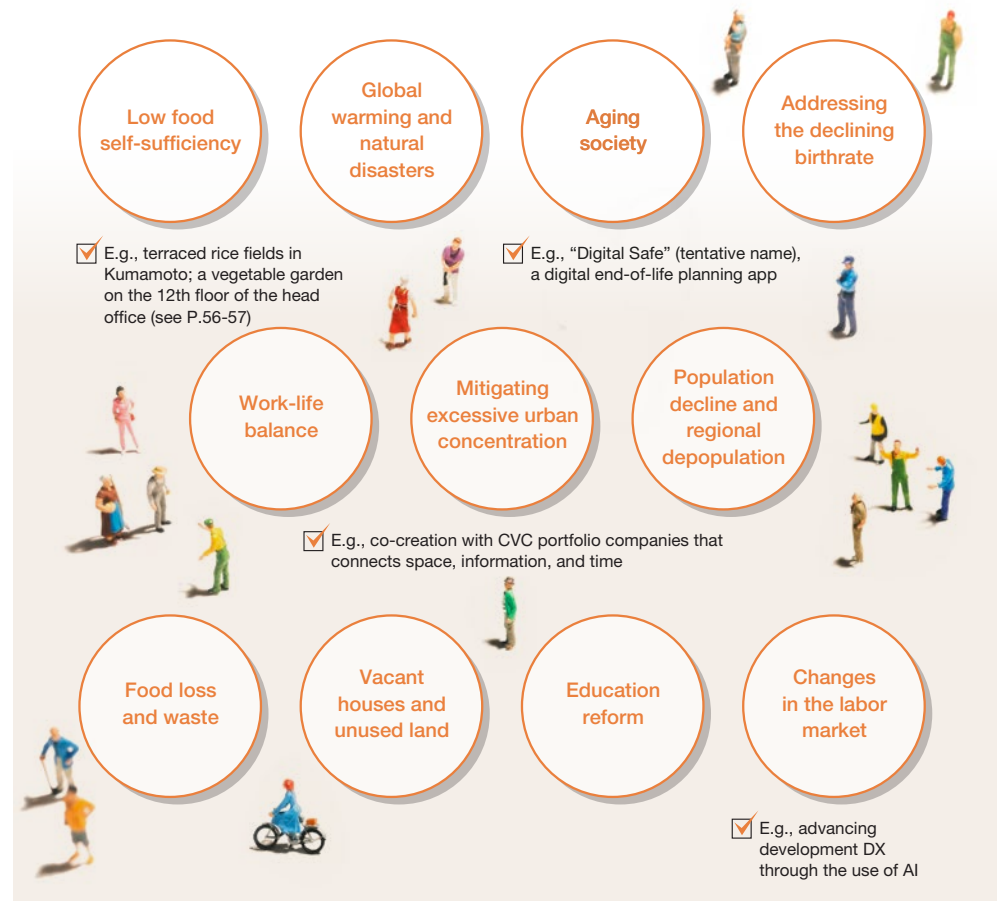 Low food
self-sufficiency
Global
warming and
natural
disasters
Aging
society
Addressing
the declining
birthrate
E.g., terraced rice fields in
Kumamoto; a vegetable garden
on the 12th floor of the head
office (see P.56-57)
E.g., “Digital Safe” (tentative name),
a digital end-of-life planning app
Work-life
balance
Mitigating
excessive urban
concentration
Population
decline and
regional
depopulation
E.g., co-creation with CVC portfolio companies that
connects space, information, and time
Food loss
and waste
Vacant
houses and
unused land
Education
reform
Changes
in the labor
market
E.g., advancing
development DX
through the use of AI